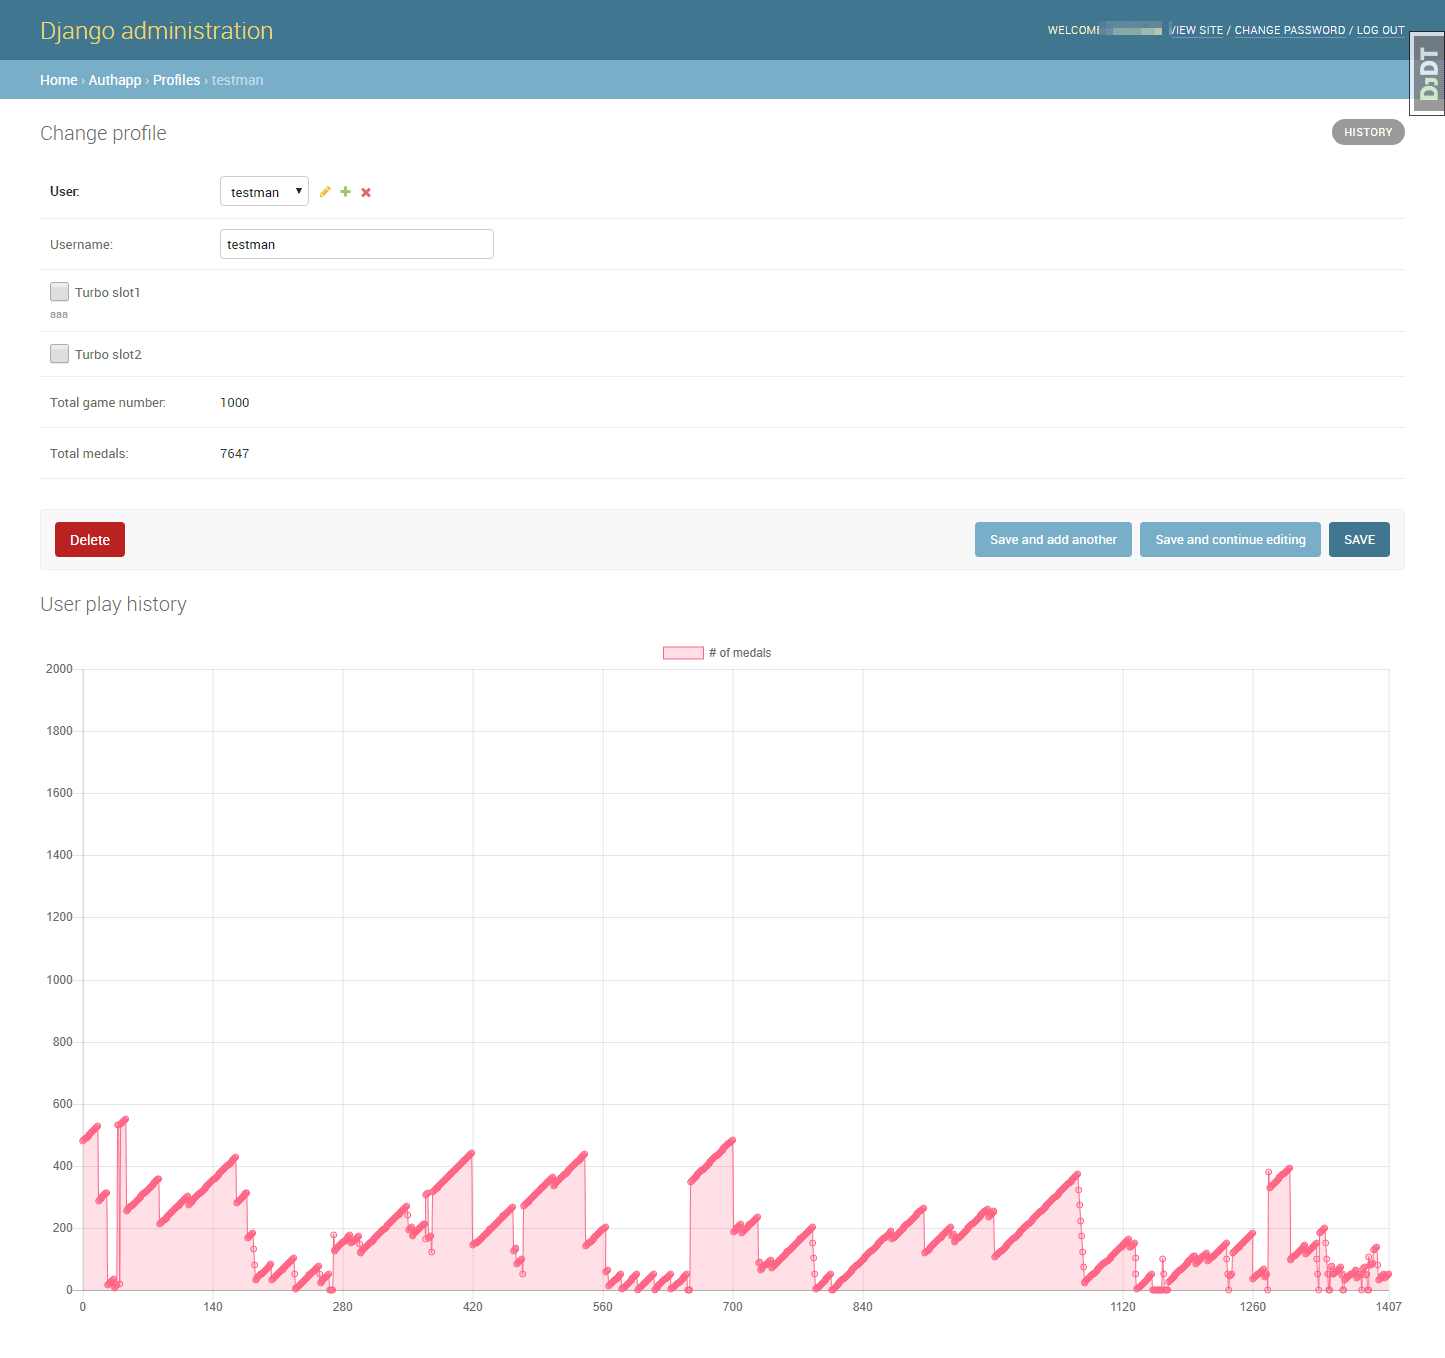 Django administration
WELCOME VIEW SITE / CHANGE PASSWORD / LOG OUT
DJDT
Home › Authapp › Profiles › testman
Change profile
HISTORY
User: testman
Username: testman
Turbo slot1
aaa
Turbo slot2
Total game number: 1000
Total medals: 7647
Delete Save and add another Save and continue editing SAVE
User play history
# of medals
2000
1800
1600
1400
1200
1000
800
600
400
200
0
0 140 280 420 560 700 840 1120 1260 1407